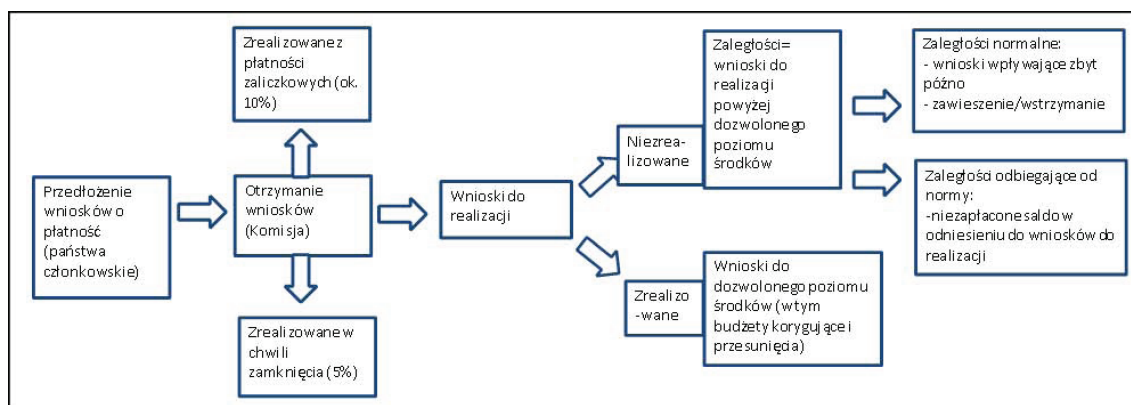 Przedłożenie
wniosków o
płatność
(państwa
członkowskie)
Zrealizowane z
płatności
zaliczkowych (ok.
10%)
Otrzymanie
wniosków
(Komisja)
Zrealizowane w
chwili
zamknięcia (5%)
Wnioski do
realizacji
Niezrea-
lizowane
Zaległości=
wnioski do
realizacji
powyżej
dozwolonego
poziomu
środków
Zaległości normalne:
- wnioski wpływające zbyt
późno
- zawieszenie/wstrzymanie
Zaległości odbiegające od
normy:
-niezapłacone saldo w
odniesieniu do wniosków do
realizacji
Zrealizo
-wane
Wnioski do
dozwolonego poziomu
środków (w tym
budżety korygujące i
przesunięcia)